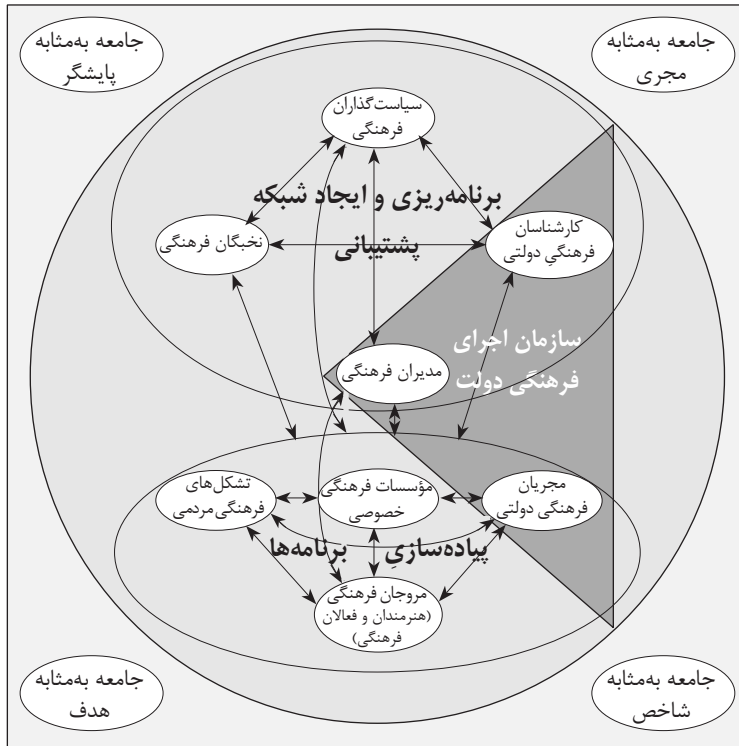 جامعه به‌مثابه
مجری
جامعه به‌مثابه
پایشگر
سیاست‌گذاران
فرهنگی
برنامه‌ریزی و ایجاد شبکه
پشتیبانی
کارشناسان
فرهنگیِ دولتی
نخبگان فرهنگی
سازمان اجرای
فرهنگی دولت
مدیران فرهنگی
مجریان
فرهنگی دولتی
مؤسسات فرهنگی
خصوصی
تشکل‌های
فرهنگی‌مردمی
پیاده‌سازیِ برنامه‌ها
مروجان فرهنگی
(هنرمندان و فعالان
فرهنگی)
جامعه به‌مثابه
شاخص
جامعه به‌مثابه
هدف